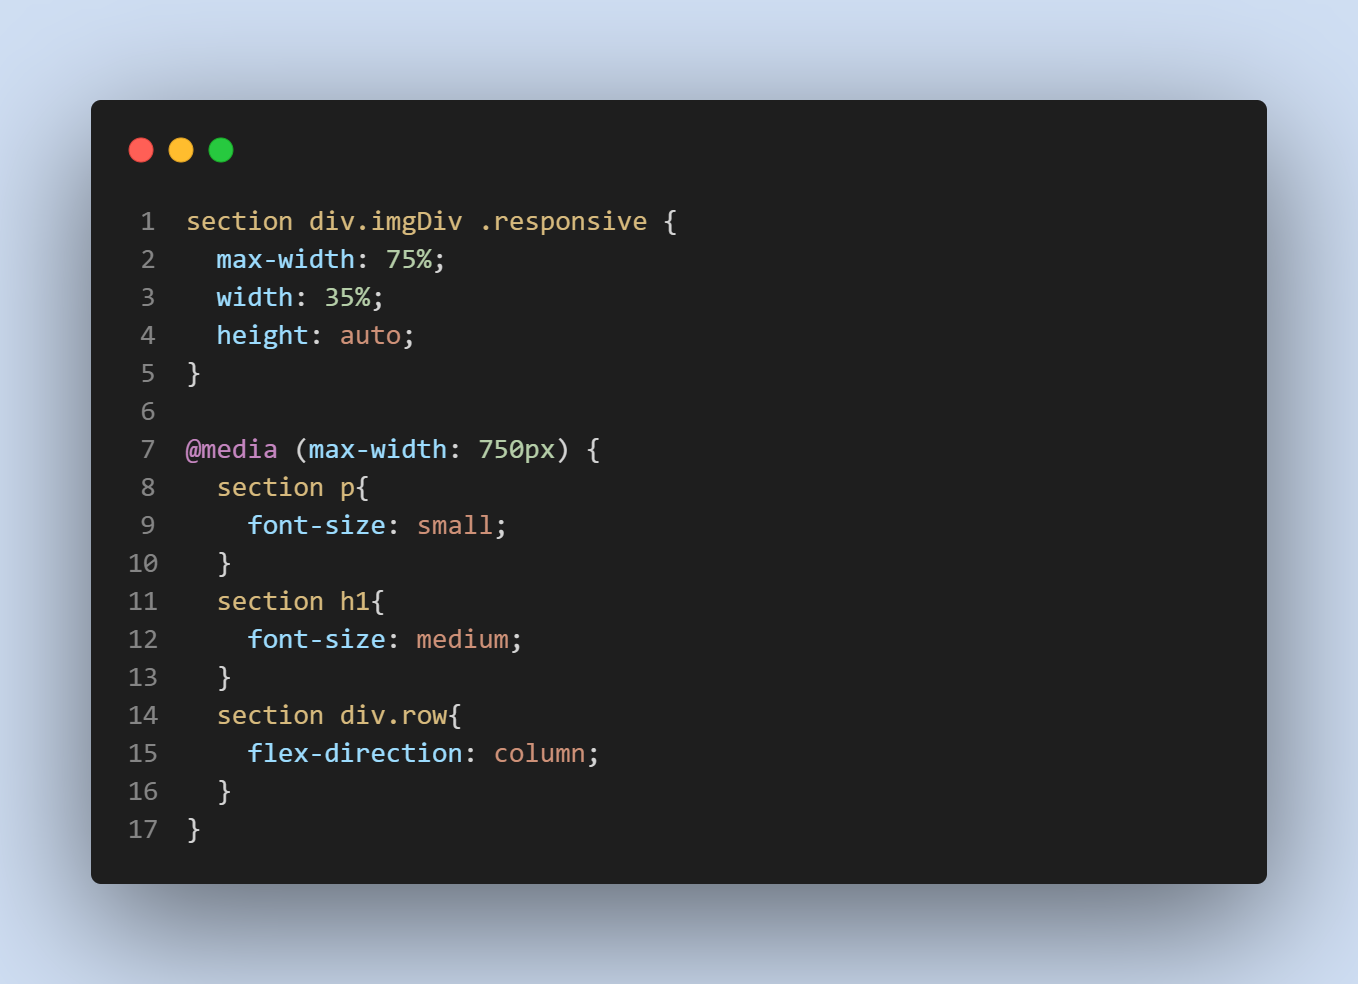 1 section div.imgDiv .responsive {
2   max-width: 75%;
3   width: 35%;
4   height: auto;
5 }
6
7 @media (max-width: 750px) {
8   section p{
9     font-size: small;
10   }
11   section h1{
12     font-size: medium;
13   }
14   section div.row{
15     flex-direction: column;
16   }
17 }